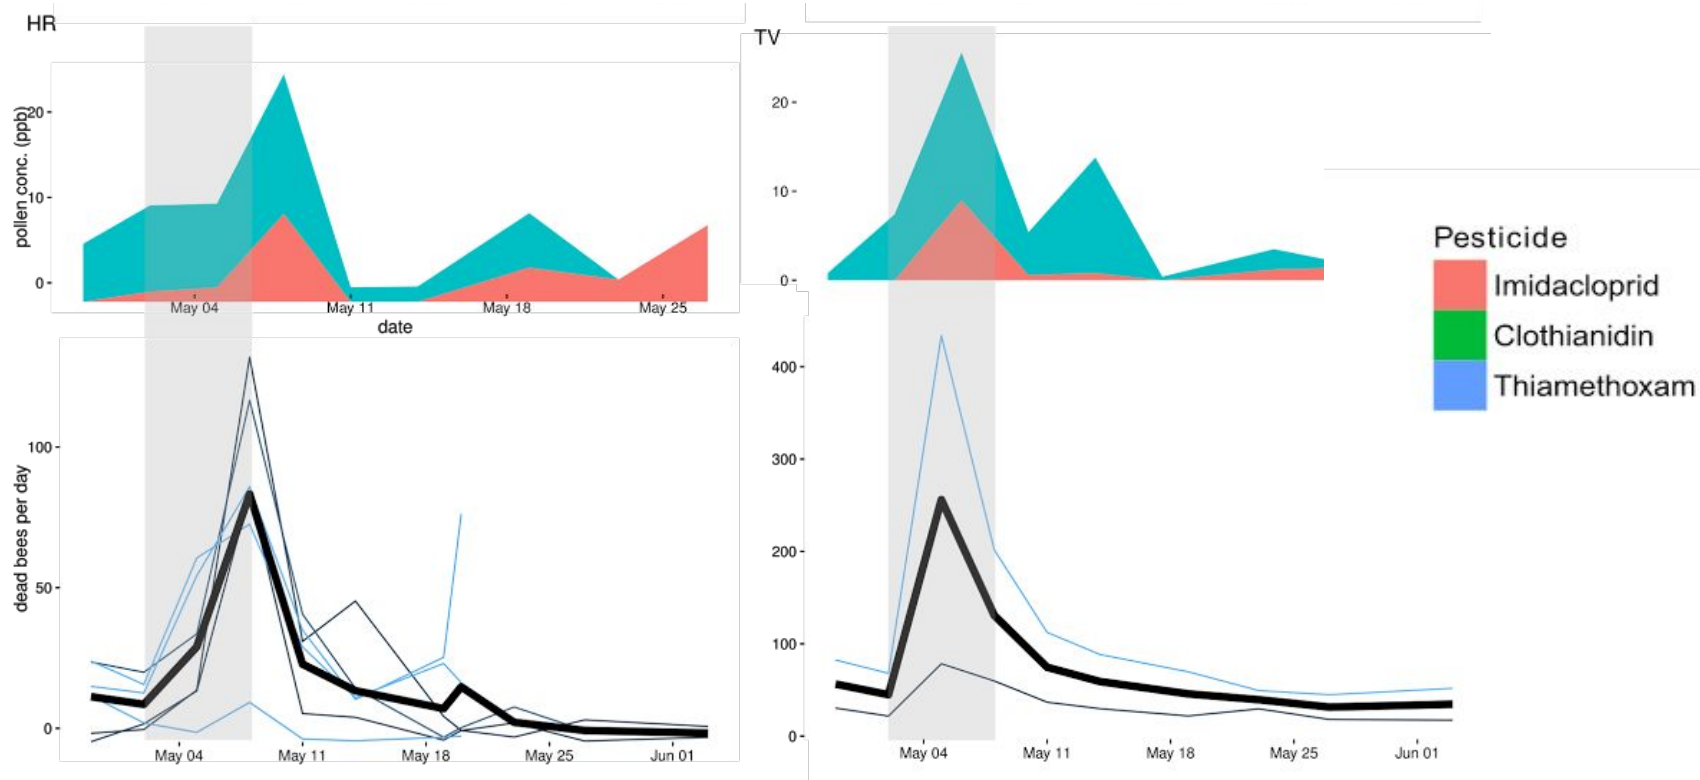 HR
pollen conc. (ppb)
20
10
0
May 04
May 11
May 18
May 25
date
TV
20
10
0
Pesticide
Imidacloprid
Clothianidin
Thiamethoxam
dead bees per day
100
50
0
May 04
May 11
May 18
May 25
Jun 01
400
300
200
100
0
May 04
May 11
May 18
May 25
Jun 01